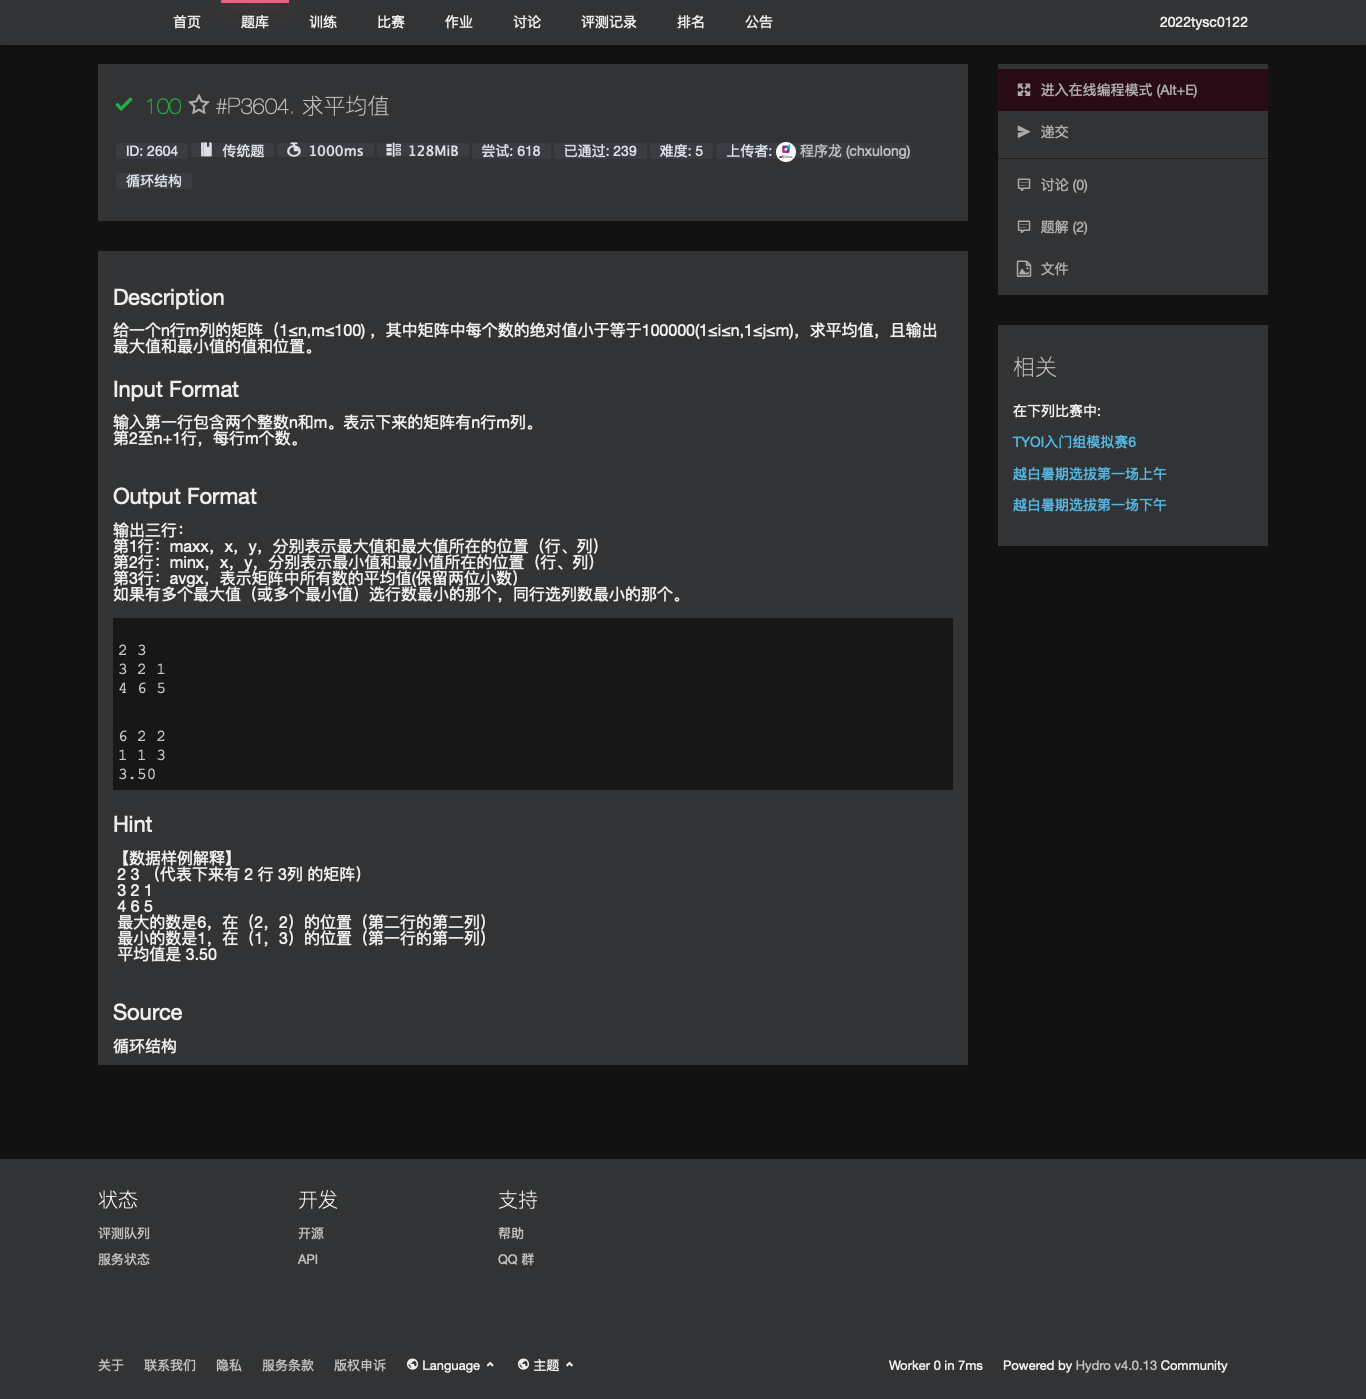 首页 题库 训练 比赛 作业 讨论 评测记录 排名 公告 2022tysc0122
100 #P3604. 求平均值
ID: 2604 传统题 1000ms 128MiB 尝试: 618 已通过: 239 难度: 5 上传者: 程序龙 (chxulong)
循环结构
Description
给一个n行m列的矩阵（1≤n,m≤100) ，其中矩阵中每个数的绝对值小于等于100000(1≤i≤n,1≤j≤m)，求平均值，且输出
最大值和最小值的值和位置。
Input Format
输入第一行包含两个整数n和m。表示下来的矩阵有n行m列。
第2至n+1行，每行m个数。
Output Format
输出三行：
第1行：maxx，x，y，分别表示最大值和最大值所在的位置（行、列）
第2行：minx，x，y，分别表示最小值和最小值所在的位置（行、列）
第3行：avgx，表示矩阵中所有数的平均值(保留两位小数）
如果有多个最大值（或多个最小值）选行数最小的那个，同行选列数最小的那个。
2 3
3 2 1
4 6 5
6 2 2
1 1 3
3.50
Hint
【数据样例解释】
2 3 （代表下来有 2 行 3列 的矩阵）
3 2 1
4 6 5
最大的数是6，在（2，2）的位置（第二行的第二列）
最小的数是1，在（1，3）的位置（第一行的第一列）
平均值是 3.50
Source
循环结构
进入在线编程模式 (Alt+E)
递交
讨论 (0)
题解 (2)
文件
相关
在下列比赛中:
TYOI入门组模拟赛6
越白暑期选拔第一场上午
越白暑期选拔第一场下午
状态 开发 支持
评测队列 开源 帮助
服务状态 API QQ 群
关于 联系我们 隐私 服务条款 版权申诉 Language 主题 Worker 0 in 7ms Powered by Hydro v4.0.13 Community